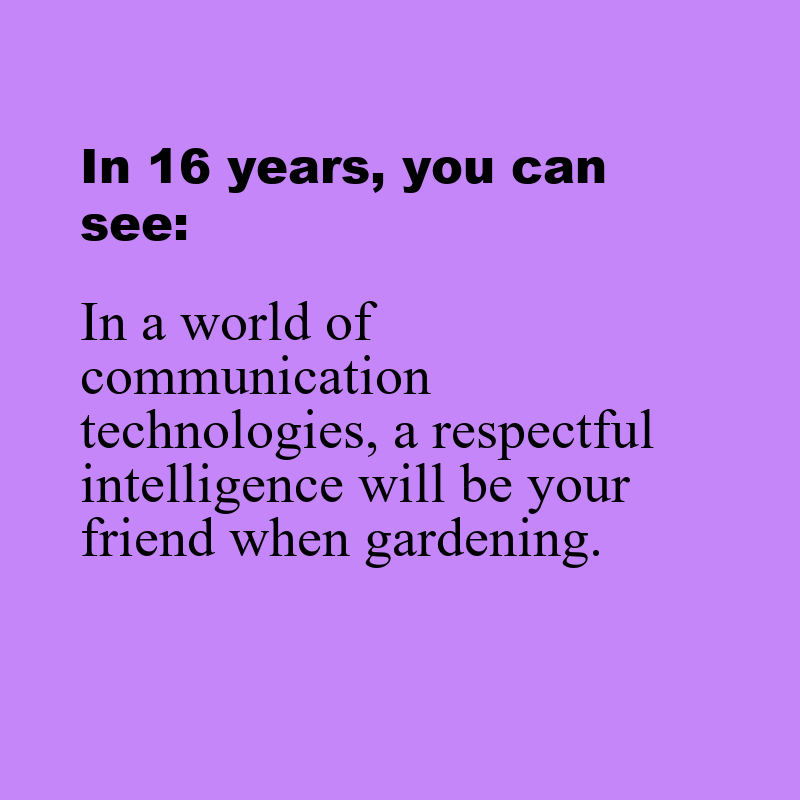 In 16 years, you can
see:
In a world of
communication
technologies, a respectful
intelligence will be your
friend when gardening.